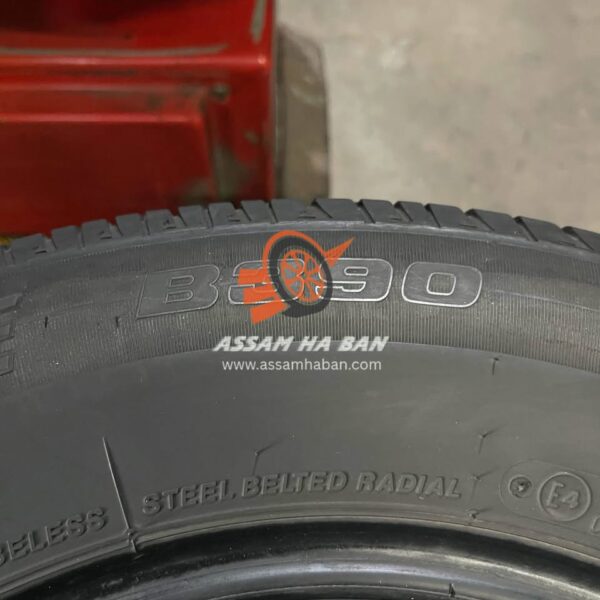 B390
ASSAM HA BAN
www.assamhaban.com
STEEL BELTED RADIAL
E4